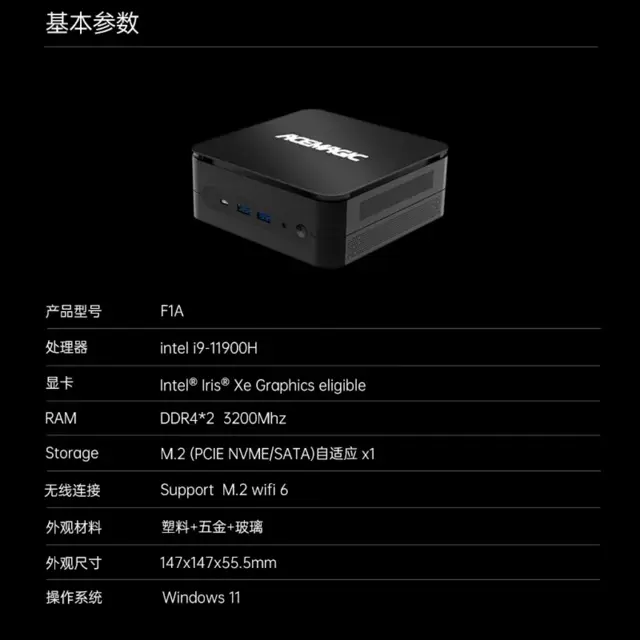 基本参数
ACEMAGIC
产品型号 F1A
处理器 intel i9-11900H
显卡 Intel® Iris® Xe Graphics eligible
RAM DDR4*2 3200Mhz
Storage M.2 (PCIE NVME/SATA)自适应 x1
无线连接 Support M.2 wifi 6
外观材料 塑料+五金+玻璃
外观尺寸 147x147x55.5mm
操作系统 Windows 11